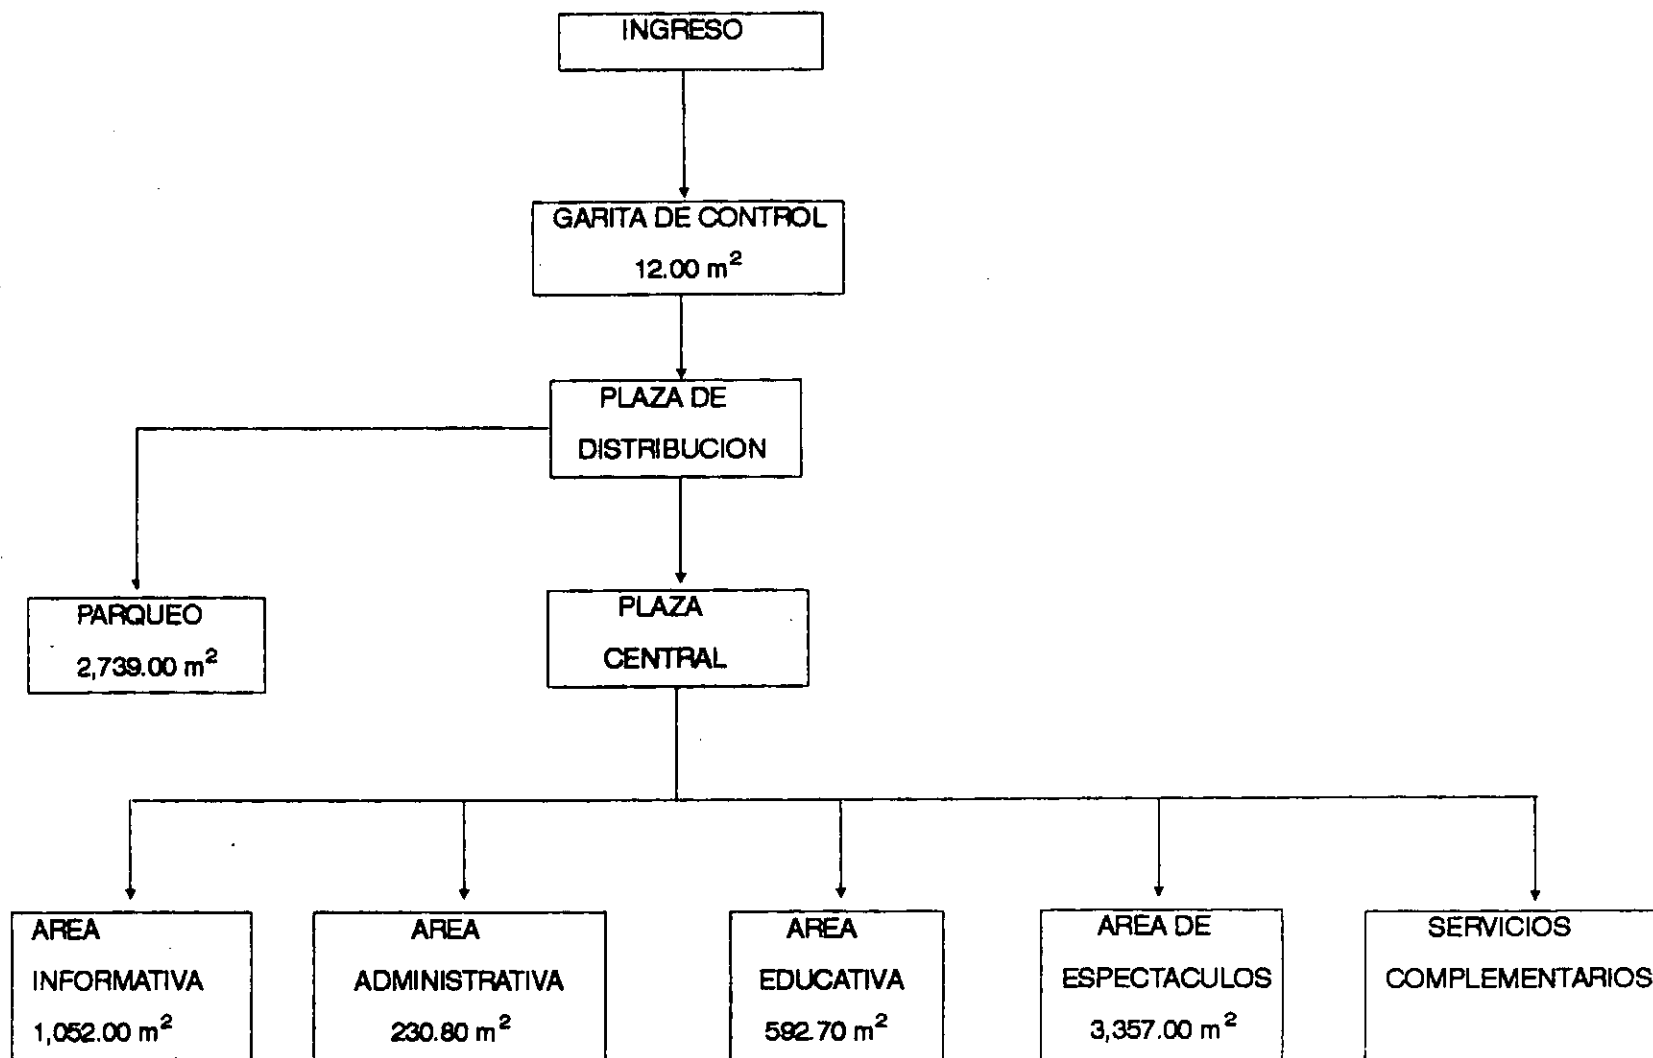 INGRESO
GARITA DE CONTROL
12.00 m²
PLAZA DE
DISTRIBUCION
PARQUEO
2,739.00 m²
PLAZA
CENTRAL
AREA
INFORMATIVA
1,052.00 m²
AREA
ADMINISTRATIVA
230.80 m²
AREA
EDUCATIVA
592.70 m²
AREA DE
ESPECTACULOS
3,357.00 m²
SERVICIOS
COMPLEMENTARIOS